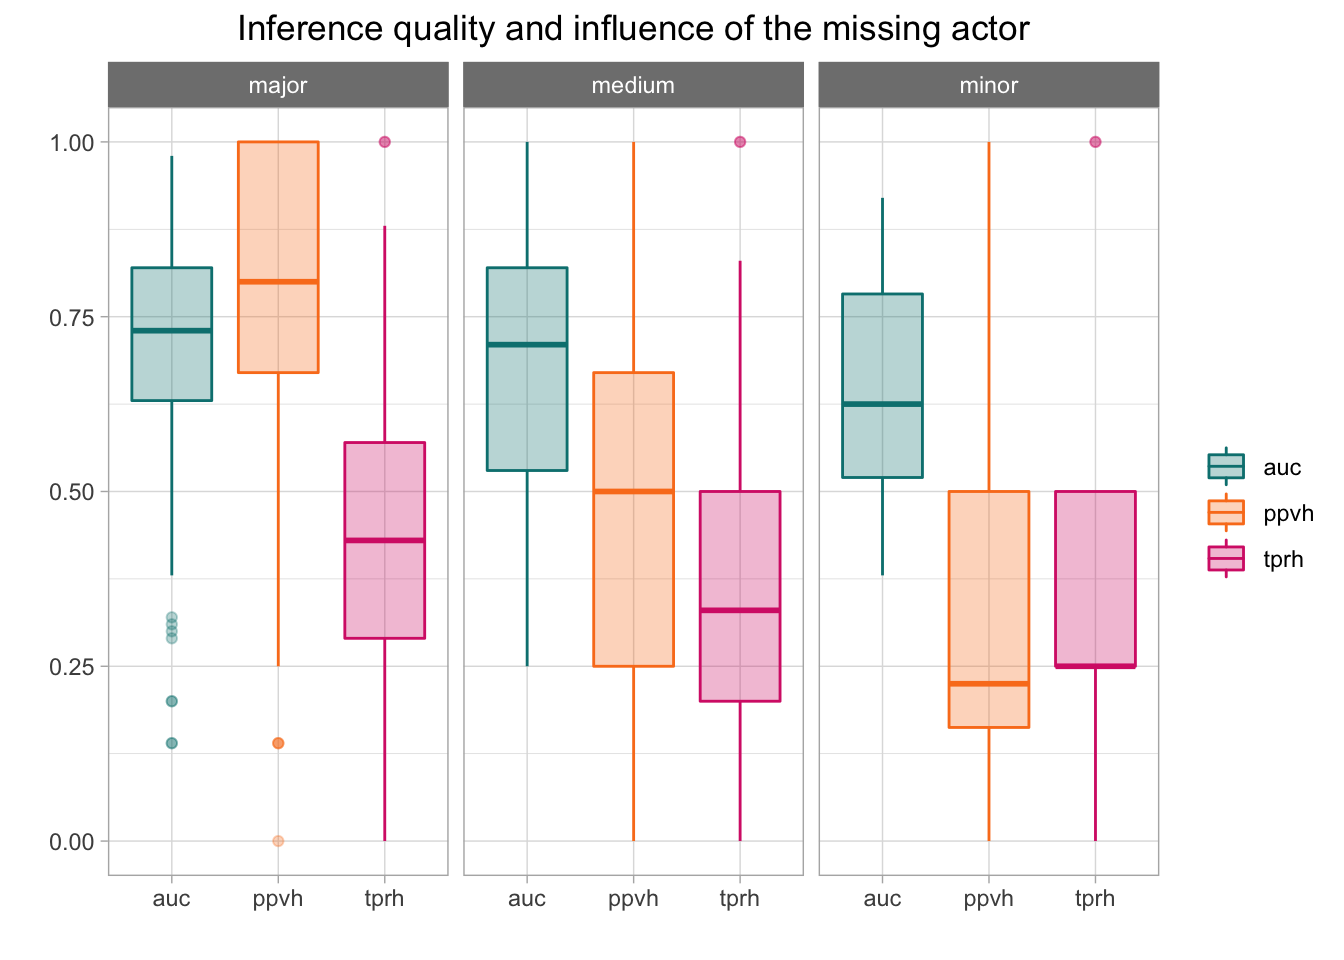 Inference quality and influence of the missing actor
major medium minor
1.00
0.75
0.50
0.25
0.00
auc ppvh tprh auc ppvh tprh auc ppvh tprh
auc
ppvh
tprh